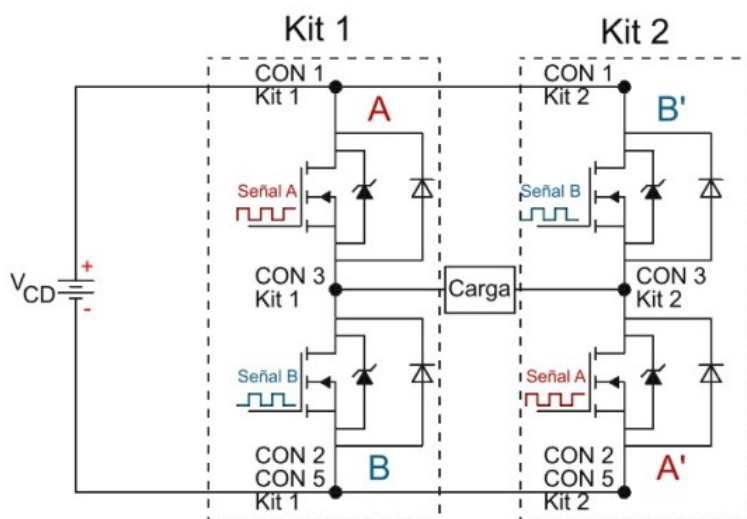 Kit 1
Kit 2
CON 1
Kit 1
A
CON 1
Kit 2
B'
Señal A
Señal B
VCD
+
-
CON 3
Kit 1
Carga
CON 3
Kit 2
Señal B
Señal A
CON 2
CON 5
Kit 1
B
CON 2
CON 5
Kit 2
A'